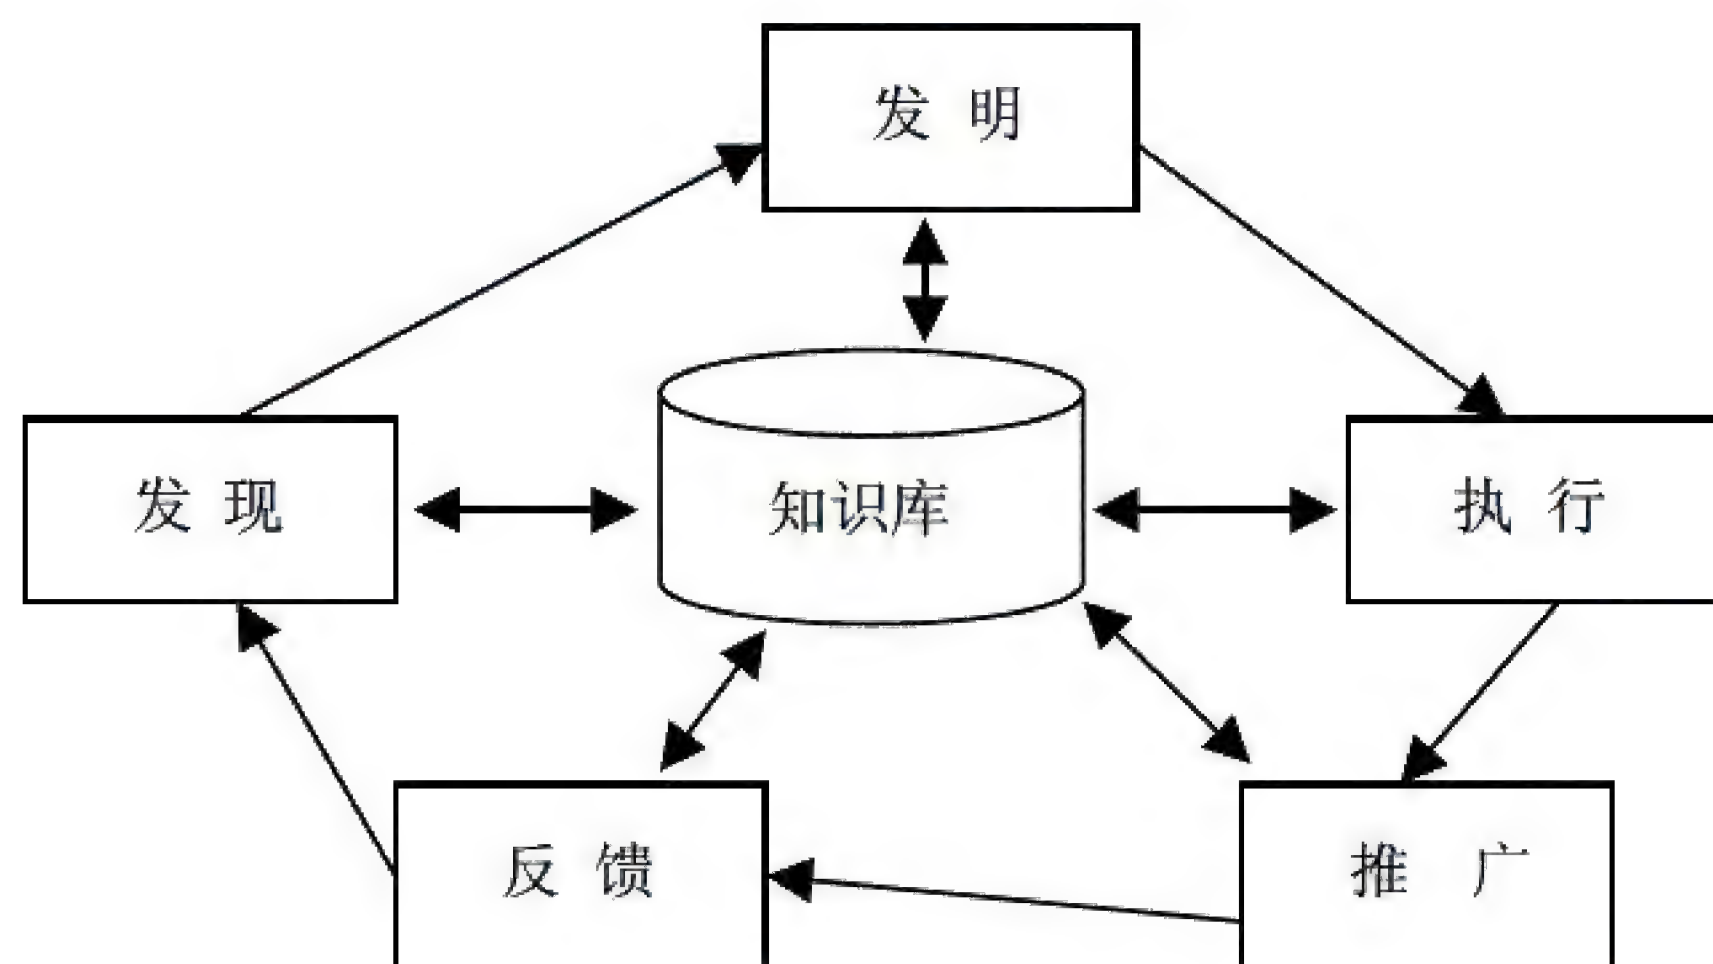 发 明
发 现
知识库
执 行
反 馈
推 广